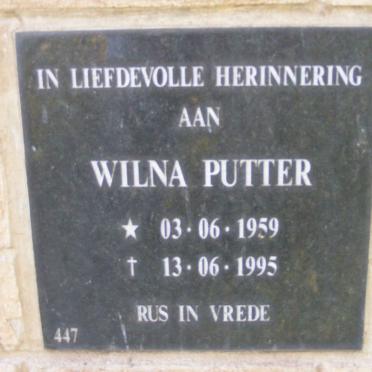 IN LIEFDEVOLLE HERINNERING
AAN
WILNA PUTTER
★ 03·06·1959
† 13·06·1995
RUS IN VREDE
447